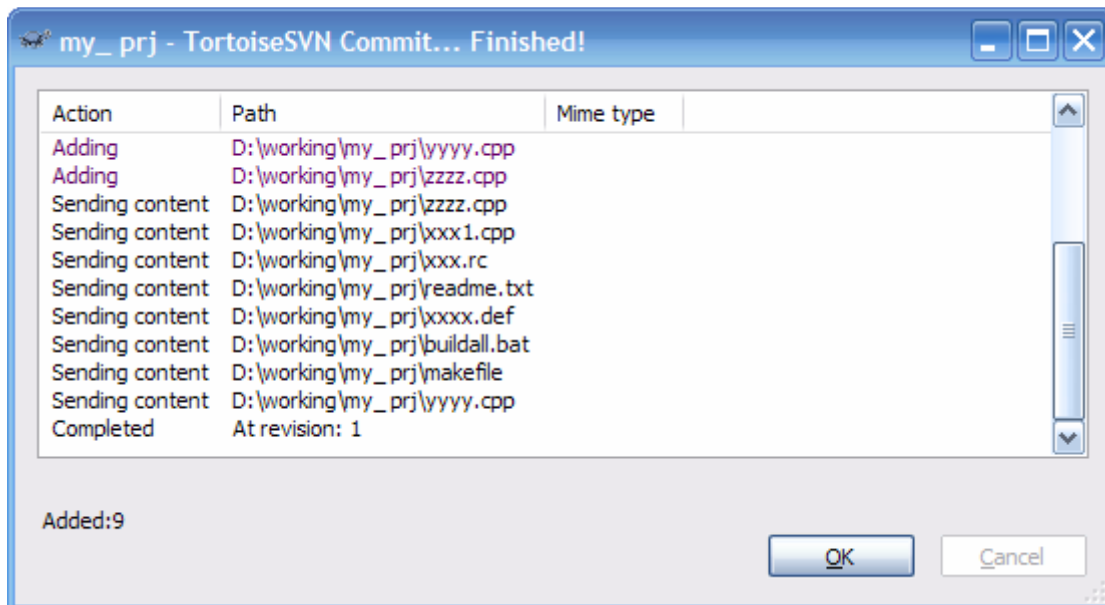 my_ prj - TortoiseSVN Commit... Finished!
Action Path Mime type
Adding D:\working\my_ prj\yyyy.cpp
Adding D:\working\my_ prj\zzzz.cpp
Sending content D:\working\my_ prj\zzzz.cpp
Sending content D:\working\my_ prj\xxx1.cpp
Sending content D:\working\my_ prj\xxx.rc
Sending content D:\working\my_ prj\readme.txt
Sending content D:\working\my_ prj\xxxx.def
Sending content D:\working\my_ prj\buildall.bat
Sending content D:\working\my_ prj\makefile
Sending content D:\working\my_ prj\yyyy.cpp
Completed At revision: 1
Added:9
OK Cancel